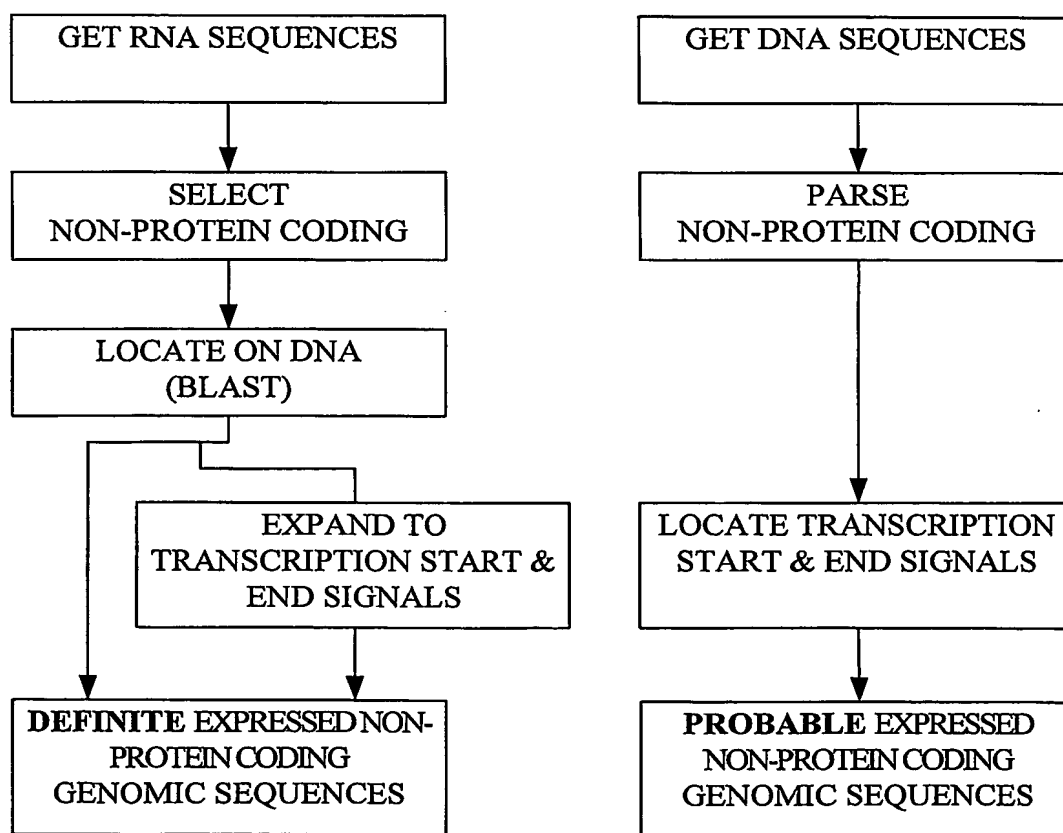 GET RNA SEQUENCES
SELECT
NON-PROTEIN CODING
LOCATE ON DNA
(BLAST)
EXPAND TO
TRANSCRIPTION START &
END SIGNALS
DEFINITE EXPRESSED NON-
PROTEIN CODING
GENOMIC SEQUENCES
GET DNA SEQUENCES
PARSE
NON-PROTEIN CODING
LOCATE TRANSCRIPTION
START & END SIGNALS
PROBABLE EXPRESSED
NON-PROTEIN CODING
GENOMIC SEQUENCES